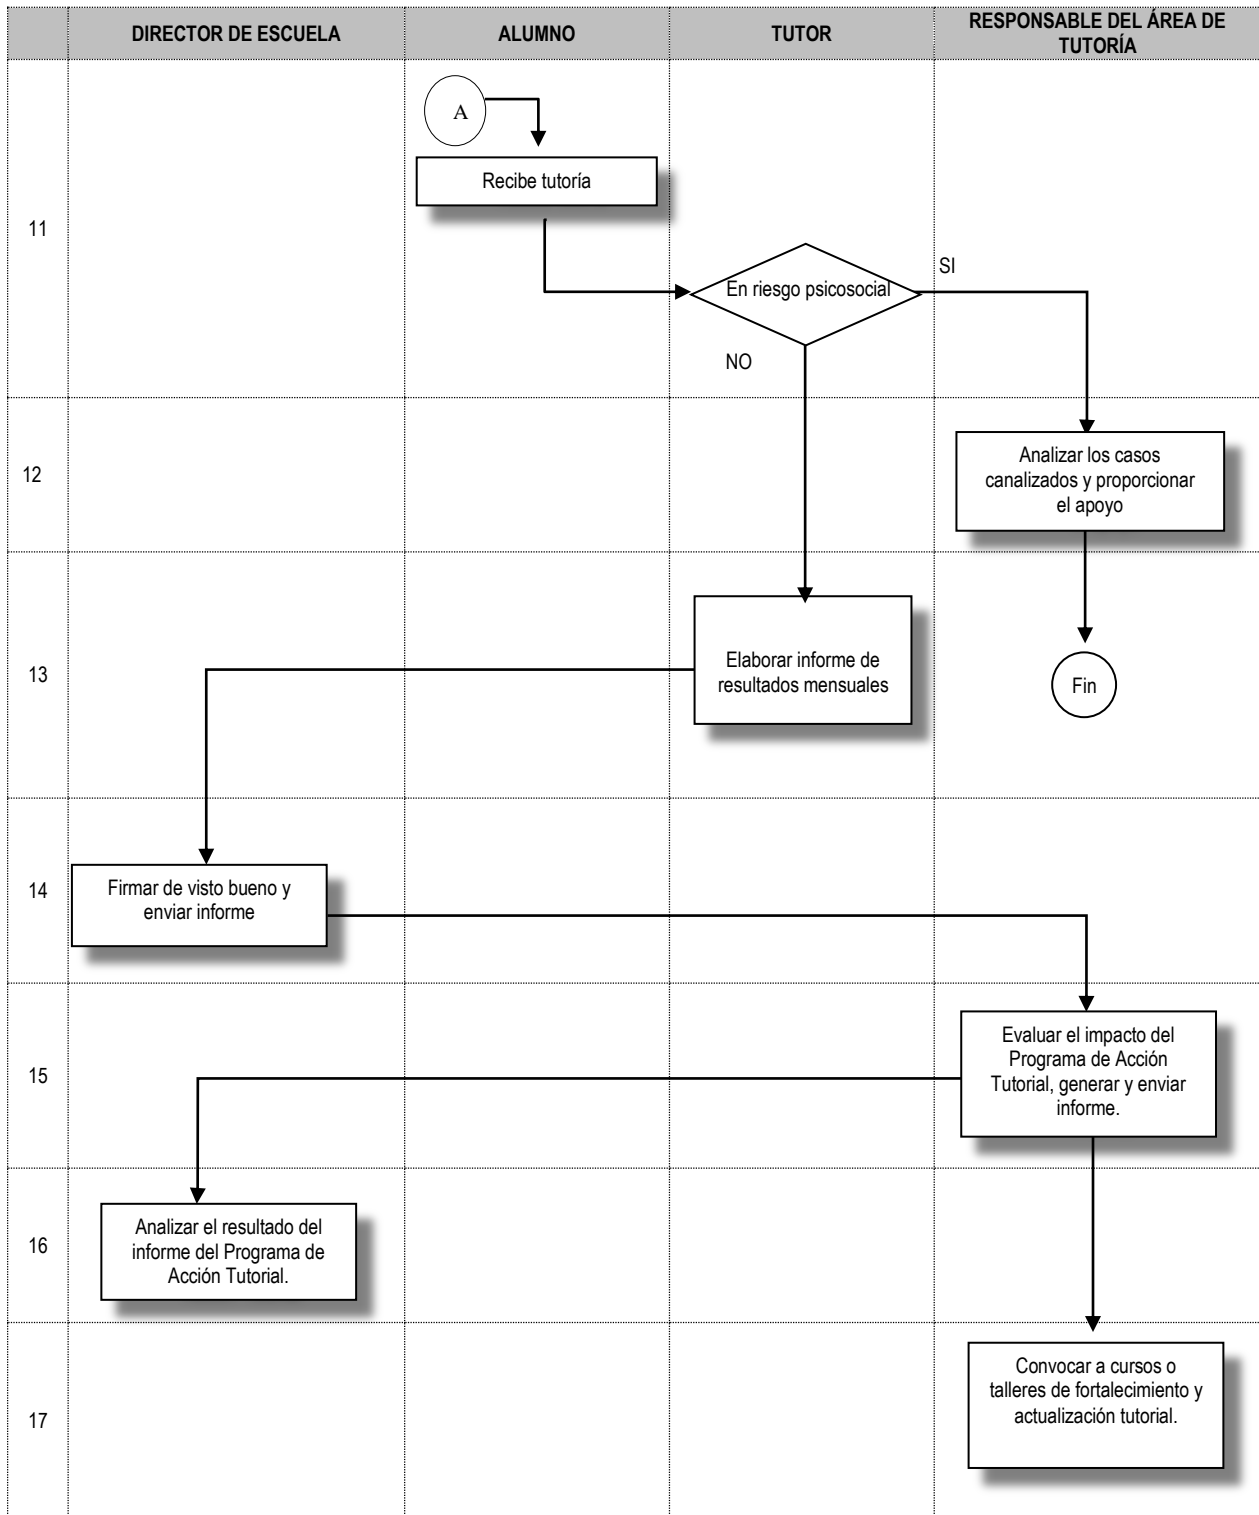 DIRECTOR DE ESCUELA
ALUMNO
TUTOR
RESPONSABLE DEL ÁREA DE
TUTORÍA
A
Recibe tutoría
11
En riesgo psicosocial
SI
NO
12
Analizar los casos
canalizados y proporcionar
el apoyo
13
Elaborar informe de
resultados mensuales
Fin
14
Firmar de visto bueno y
enviar informe
15
Evaluar el impacto del
Programa de Acción
Tutorial, generar y enviar
informe.
16
Analizar el resultado del
informe del Programa de
Acción Tutorial.
17
Convocar a cursos o
talleres de fortalecimiento y
actualización tutorial.